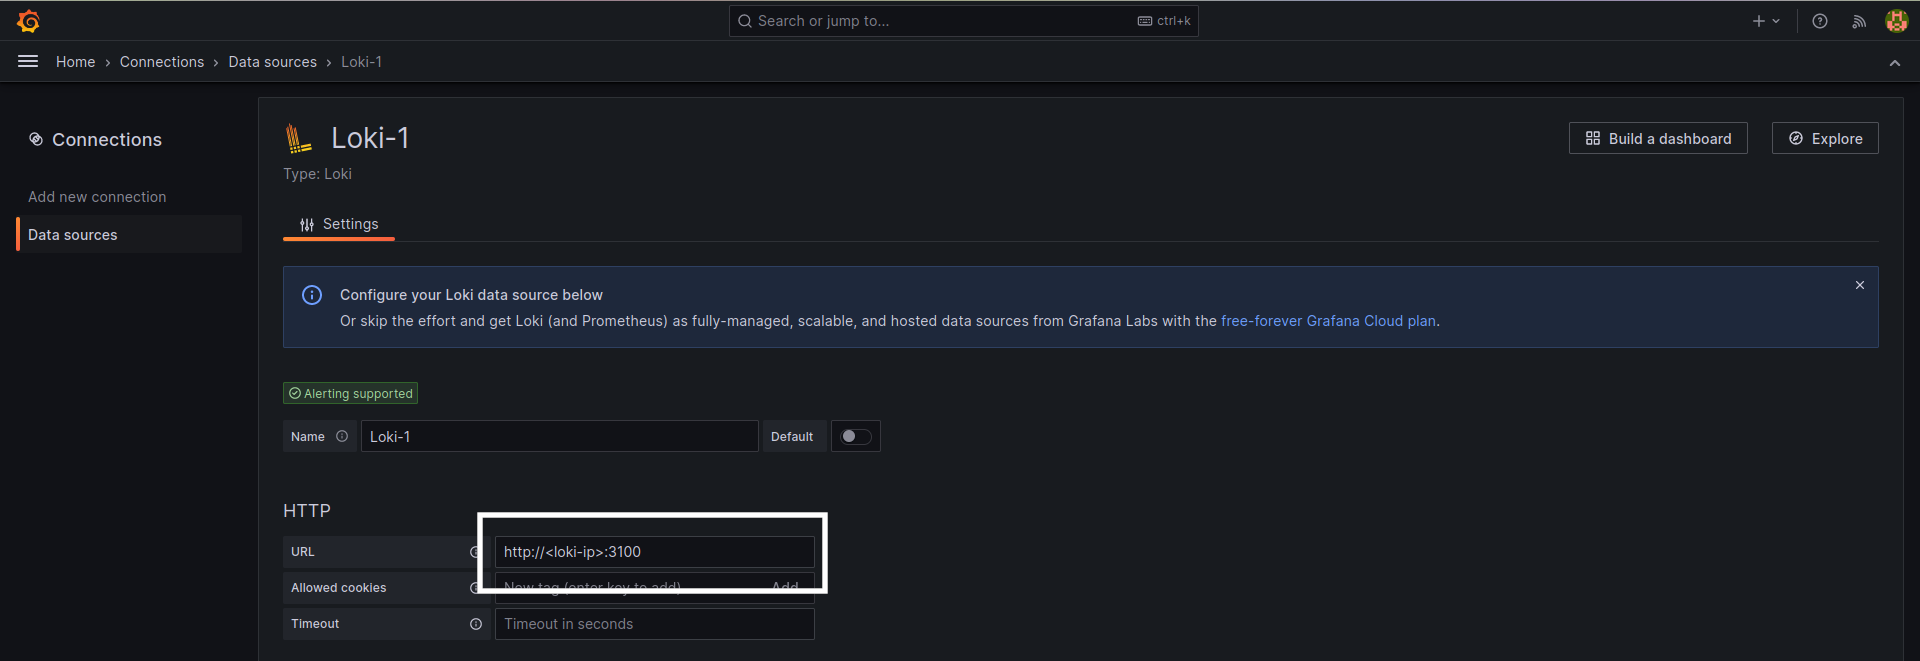 Search or jump to... ctrl+k
Home › Connections › Data sources › Loki-1
Connections
Add new connection
Data sources
Loki-1
Type: Loki
Build a dashboard
Explore
Settings
Configure your Loki data source below
Or skip the effort and get Loki (and Prometheus) as fully-managed, scalable, and hosted data sources from Grafana Labs with the free-forever Grafana Cloud plan.
Alerting supported
Name Loki-1 Default
HTTP
URL http://<loki-ip>:3100
Allowed cookies New tag (enter key to add) Add
Timeout Timeout in seconds